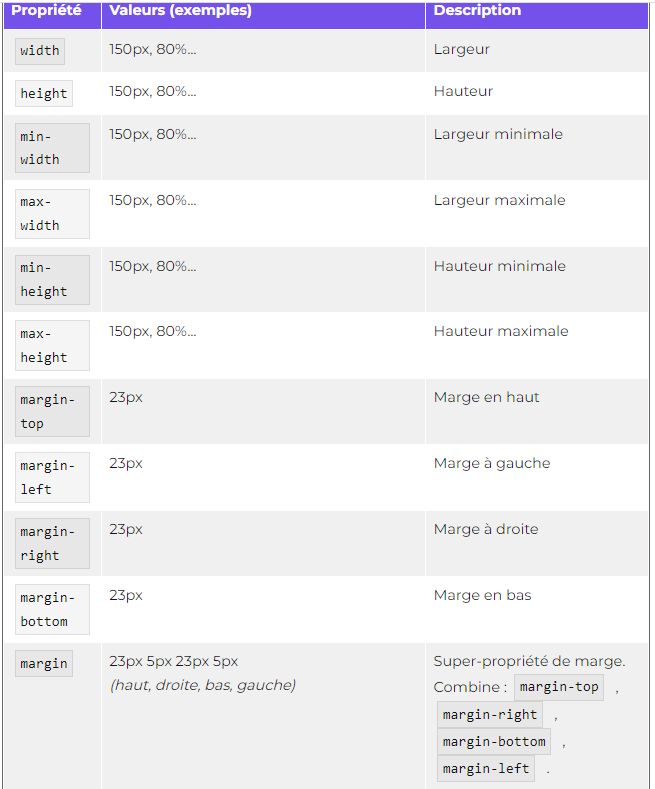 Propriété Valeurs (exemples) Description
width 150px, 80%... Largeur
height 150px, 80%... Hauteur
min- 150px, 80%... Largeur minimale
width
max- 150px, 80%... Largeur maximale
width
min- 150px, 80%... Hauteur minimale
height
max- 150px, 80%... Hauteur maximale
height
margin- 23px Marge en haut
top
margin- 23px Marge à gauche
left
margin- 23px Marge à droite
right
margin- 23px Marge en bas
bottom
margin 23px 5px 23px 5px Super-propriété de marge.
(haut, droite, bas, gauche) Combine : margin-top ,
margin-right ,
margin-bottom ,
margin-left .